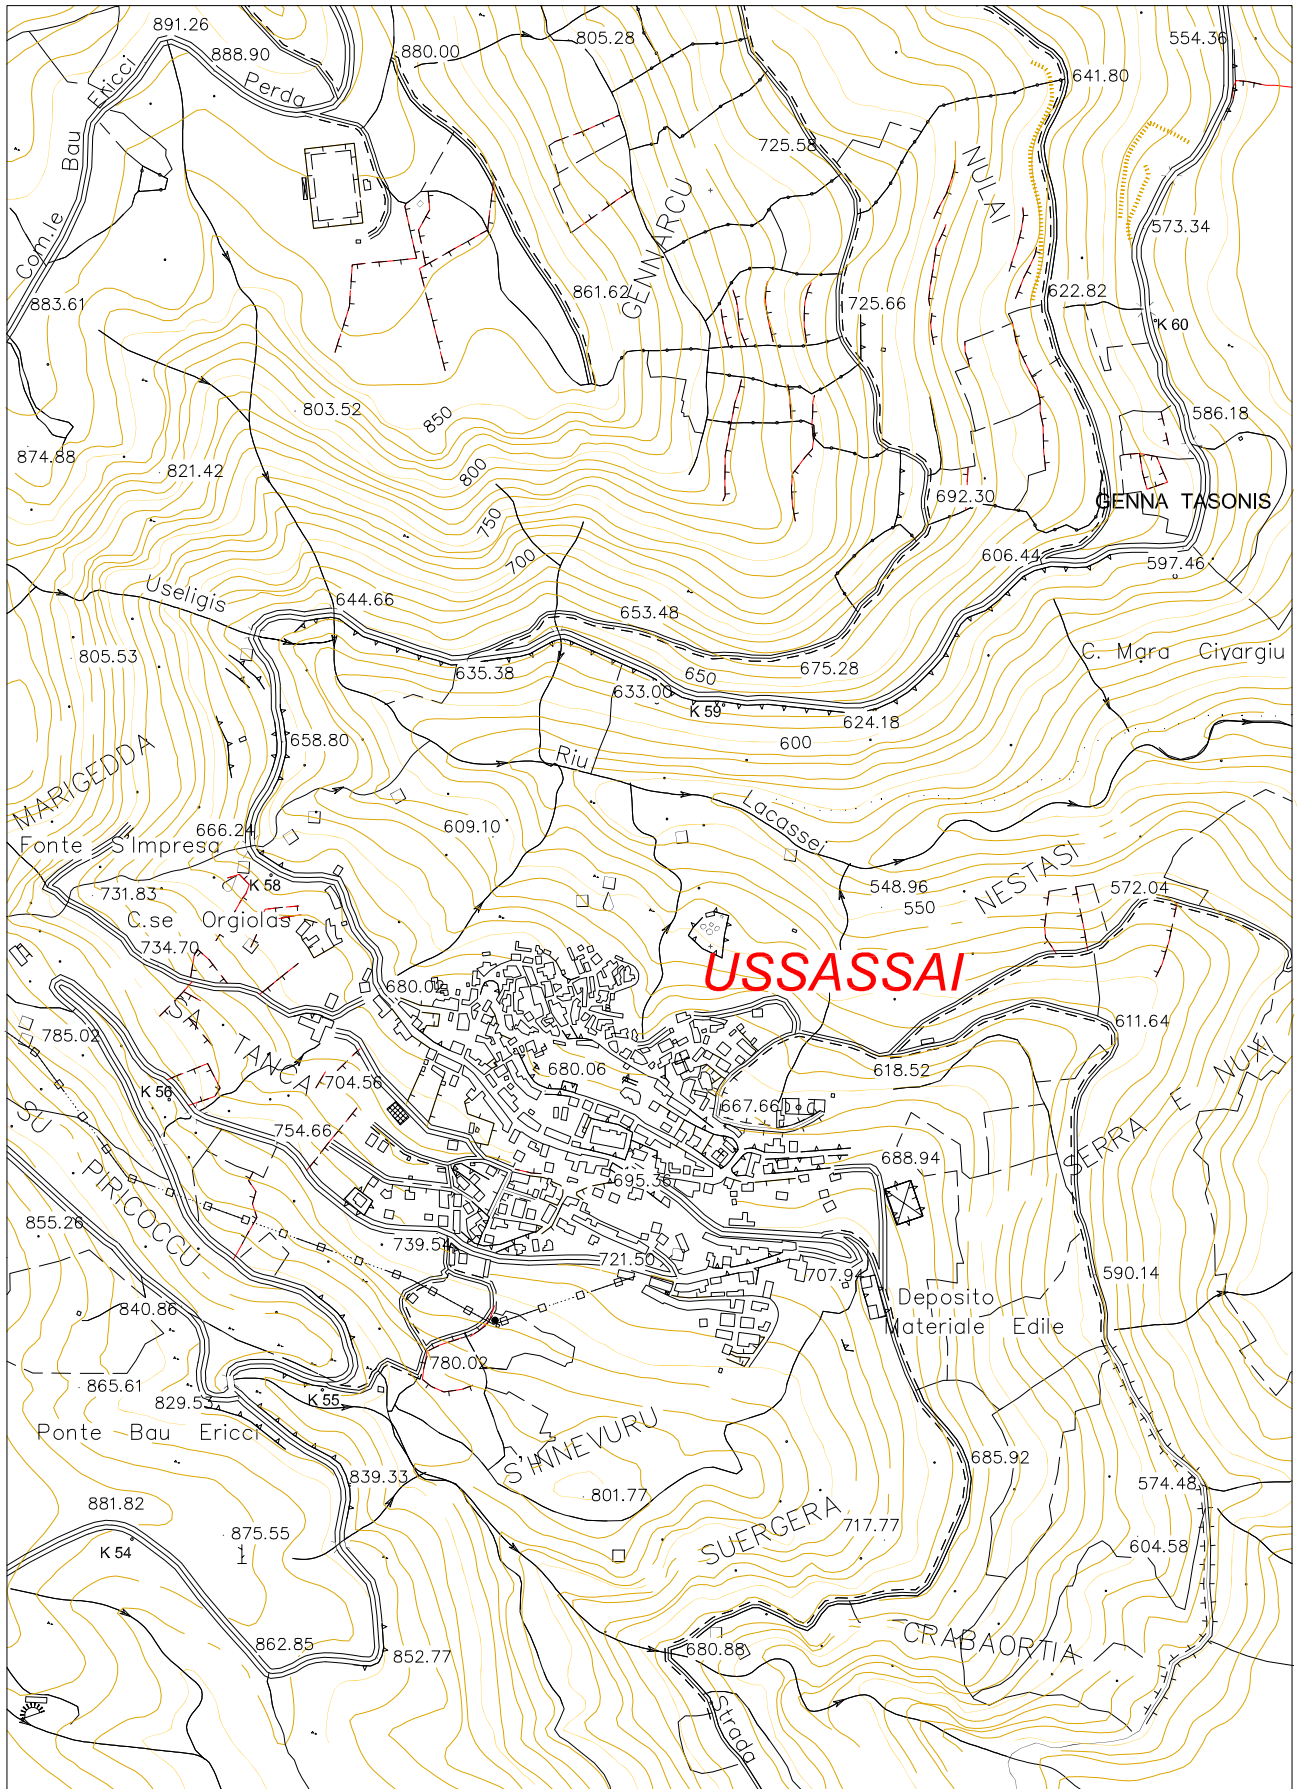 891.26
888.90
880.00
805.28
554.36
Ericci
Perda
641.80
Bau
725.58
NULAI
GENNARCU
573.34
Com.le
883.61
861.62
725.66
622.82
K 60
803.52
850
586.18
874.88
821.42
800
692.30
GENNA TASONIS
750
700
606.44
597.46
Useligis
644.66
653.48
805.53
635.38
650
675.28
C. Mara Civargiu
633.00
K 59
624.18
658.80
600
Riu
MARIGEDDA
Lacassei
666.24
609.10
Fonte S'Impresa
K 58
NESTASI
731.83
548.96
572.04
550
C.se Orgiolas
734.70
USSASSAI
680.02
SA TANCA
785.02
611.64
680.06
618.52
NUXI
704.56
K 56
667.66
E
SU PIRICOCCU
754.66
SERRA
688.94
695.36
855.26
739.54
721.50
707.94
590.14
840.86
Deposito
Materiale Edile
780.02
865.61
829.53
K 55
Ponte Bau Ericci
S'INNEVURU
839.33
685.92
574.48
801.77
881.82
875.55
SUERGERA
717.77
K 54
604.58
862.85
852.77
680.88
CRABAORTIA
Strada